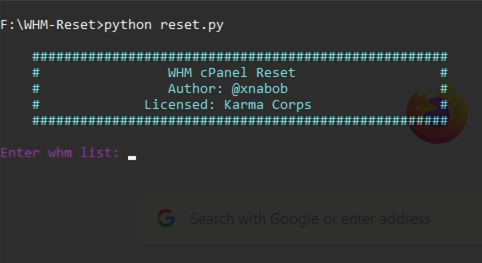 F:\WHM-Reset>python reset.py
####################################################
# WHM cPanel Reset #
# Author: @xnabob #
# Licensed: Karma Corps #
####################################################
Enter whm list:
Search with Google or enter address